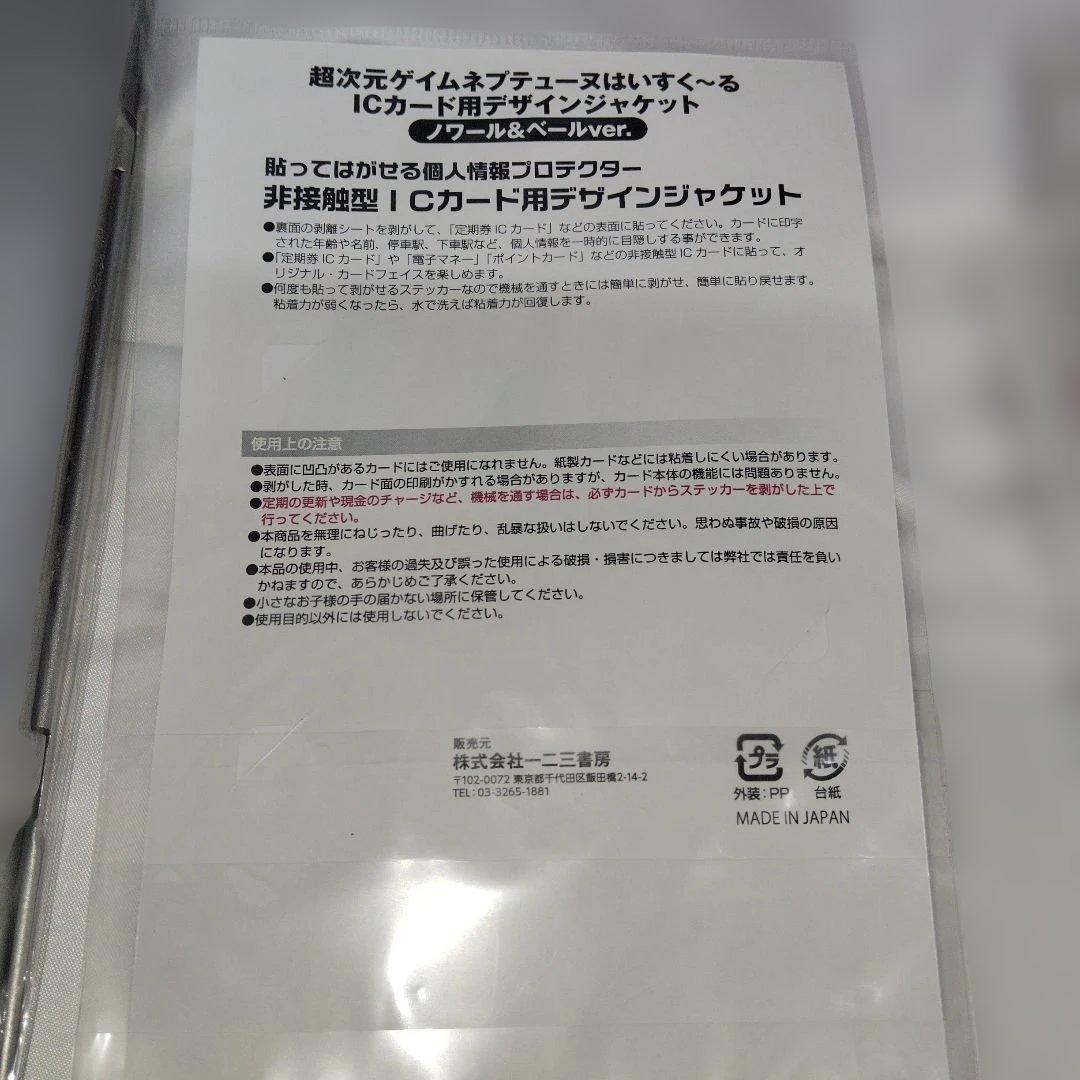 超次元ゲイムネプテューヌはいすく～る
ICカード用デザインジャケット
ノワール&ベールver.
貼ってはがせる個人情報プロテクター
非接触型ICカード用デザインジャケット
●裏面の剥離シートを剥がして、「定期券ICカード」などの表面に貼ってください。カードに印字
された年齢や名前、停車駅、下車駅など、個人情報を一時的に目隠しする事ができます。
●「定期券ICカード」や「電子マネー」「ポイントカード」などの非接触型ICカードに貼って、オ
リジナル・カードフェイスを楽しめます。
●何度も貼って剥がせるステッカーなので機械を通すときには簡単に剥がせ、簡単に貼り戻せます。
粘着力が弱くなったら、水で洗えば粘着力が回復します。
使用上の注意
●表面に凹凸があるカードにはご使用になれません。紙製カードなどには粘着しにくい場合があります。
●剥がした時、カード面の印刷がかすれる場合がありますが、カード本体の機能には問題ありません。
●定期の更新や現金のチャージなど、機械を通す場合は、必ずカードからステッカーを剥がした上で
行ってください。
●本商品を無理にねじったり、曲げたり、乱暴な扱いはしないでください。思わぬ事故や破損の原因
になります。
●本品の使用中、お客様の過失及び誤った使用による破損・損害につきましては弊社では責任を負い
かねますので、あらかじめご了承ください。
●小さなお子様の手の届かない場所に保管してください。
●使用目的以外には使用しないでください。
販売元
株式会社一二三書房
〒102-0072 東京都千代田区飯田橋2-14-2
TEL:03-3265-1881
プラ 紙
外装:PP 台紙
MADE IN JAPAN